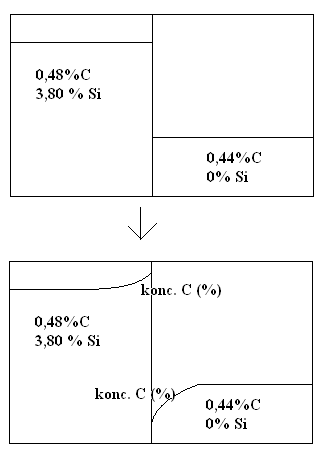 0,48%C
3,80 % Si
0,44%C
0% Si
konc. C (%)
0,48%C
3,80 % Si
konc. C (%)
0,44%C
0% Si